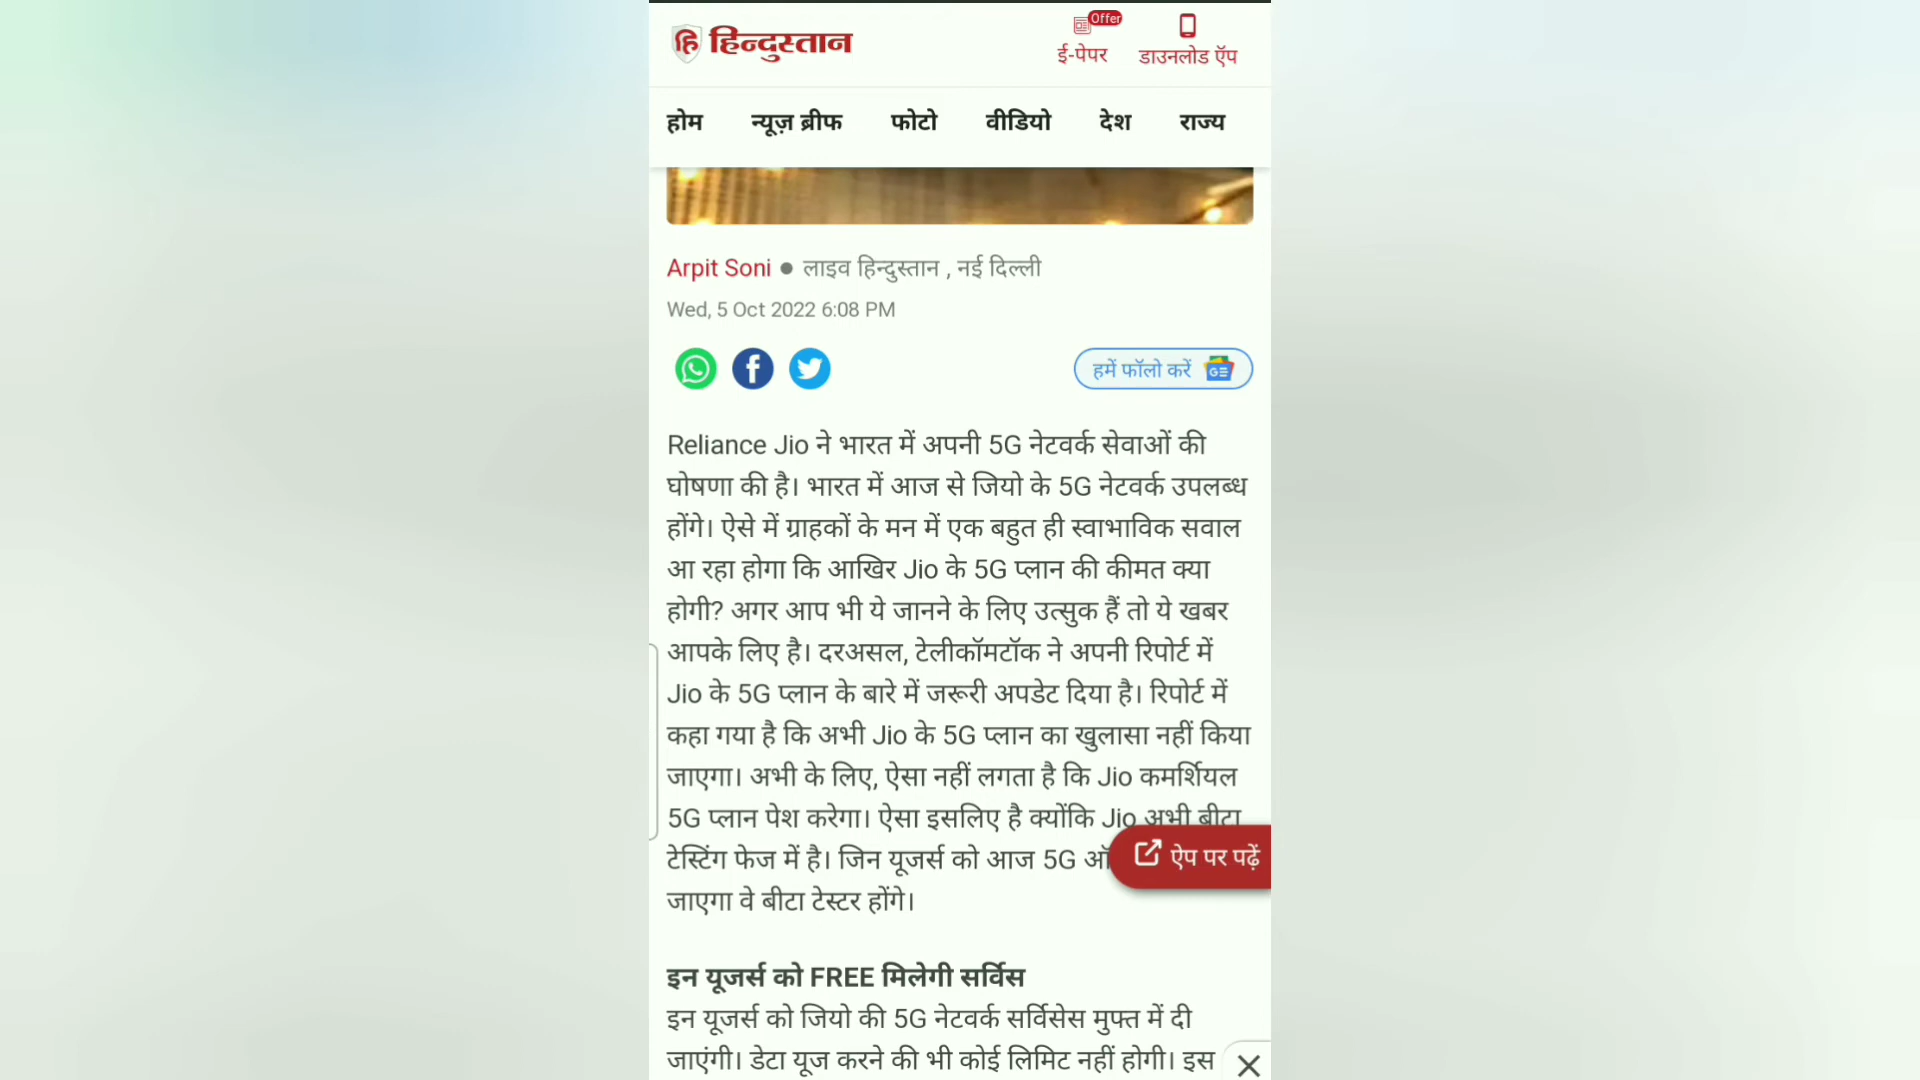 हि हिन्दुस्तान
Offer
ई-पेपर
डाउनलोड ऍप
होम न्यूज़ ब्रीफ फोटो वीडियो देश राज्य
Arpit Soni ● लाइव हिन्दुस्तान , नई दिल्ली
Wed, 5 Oct 2022 6:08 PM
हमें फॉलो करें GE
Reliance Jio ने भारत में अपनी 5G नेटवर्क सेवाओं की
घोषणा की है। भारत में आज से जियो के 5G नेटवर्क उपलब्ध
होंगे। ऐसे में ग्राहकों के मन में एक बहुत ही स्वाभाविक सवाल
आ रहा होगा कि आखिर Jio के 5G प्लान की कीमत क्या
होगी? अगर आप भी ये जानने के लिए उत्सुक हैं तो ये खबर
आपके लिए है। दरअसल, टेलीकॉमटॉक ने अपनी रिपोर्ट में
Jio के 5G प्लान के बारे में जरूरी अपडेट दिया है। रिपोर्ट में
कहा गया है कि अभी Jio के 5G प्लान का खुलासा नहीं किया
जाएगा। अभी के लिए, ऐसा नहीं लगता है कि Jio कमर्शियल
5G प्लान पेश करेगा। ऐसा इसलिए है क्योंकि Jio अभी बीटा
टेस्टिंग फेज में है। जिन यूजर्स को आज 5G
ऐप पर पढ़ें
जाएगा वे बीटा टेस्टर होंगे।
इन यूजर्स को FREE मिलेगी सर्विस
इन यूजर्स को जियो की 5G नेटवर्क सर्विसेस मुफ्त में दी
जाएंगी। डेटा यूज करने की भी कोई लिमिट नहीं होगी। इस